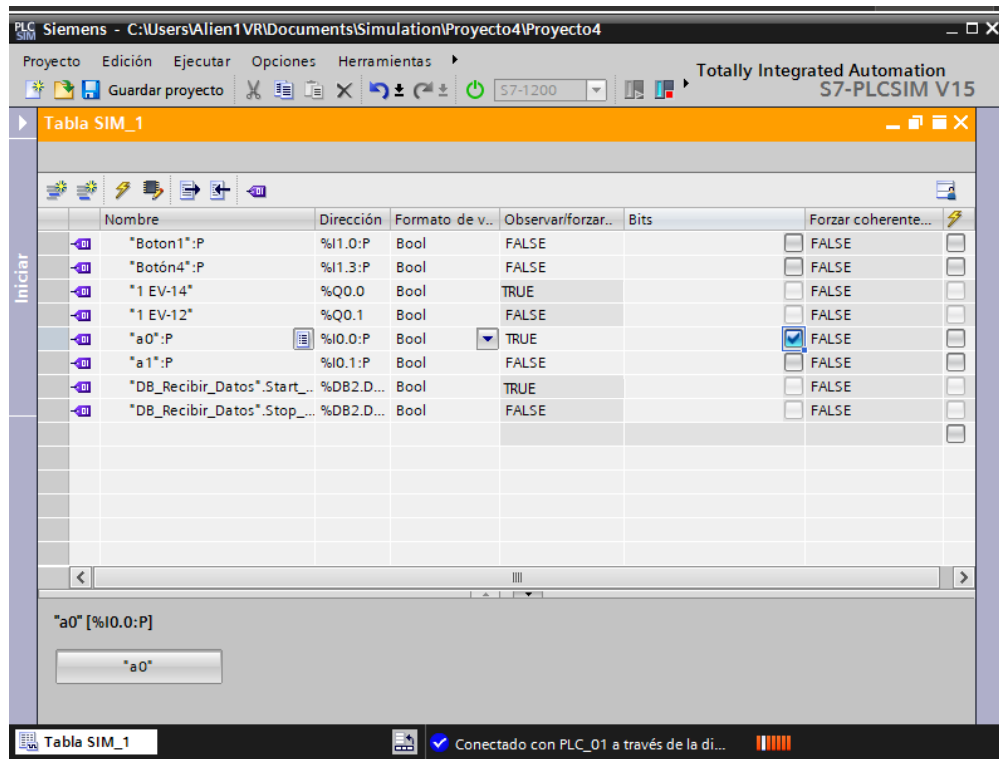 PLC SIM Siemens - C:\Users\Alien1VR\Documents\Simulation\Proyecto4\Proyecto4
Proyecto Edición Ejecutar Opciones Herramientas
Totally Integrated Automation
Guardar proyecto S7-1200 S7-PLCSIM V15
Tabla SIM_1
Iniciar
Nombre Dirección Formato de v... Observar/forzar... Bits Forzar coherente...
"Boton1":P %I1.0:P Bool FALSE FALSE
"Botón4":P %I1.3:P Bool FALSE FALSE
"1 EV-14" %Q0.0 Bool TRUE FALSE
"1 EV-12" %Q0.1 Bool FALSE FALSE
"a0":P %I0.0:P Bool TRUE FALSE
"a1":P %I0.1:P Bool FALSE FALSE
"DB_Recibir_Datos".Start_... %DB2.D... Bool TRUE FALSE
"DB_Recibir_Datos".Stop_... %DB2.D... Bool FALSE FALSE
"a0" [%I0.0:P]
"a0"
Tabla SIM_1 Conectado con PLC_01 a través de la di...